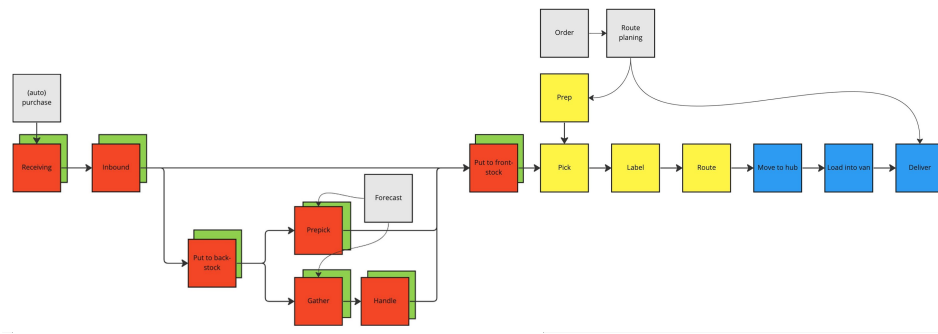 Order
Route
planing
(auto)
purchase
Prep
Receiving
Inbound
Put to front-
stock
Pick
Label
Route
Move to hub
Load into van
Deliver
Forecast
Prepick
Put to back-
stock
Gather
Handle